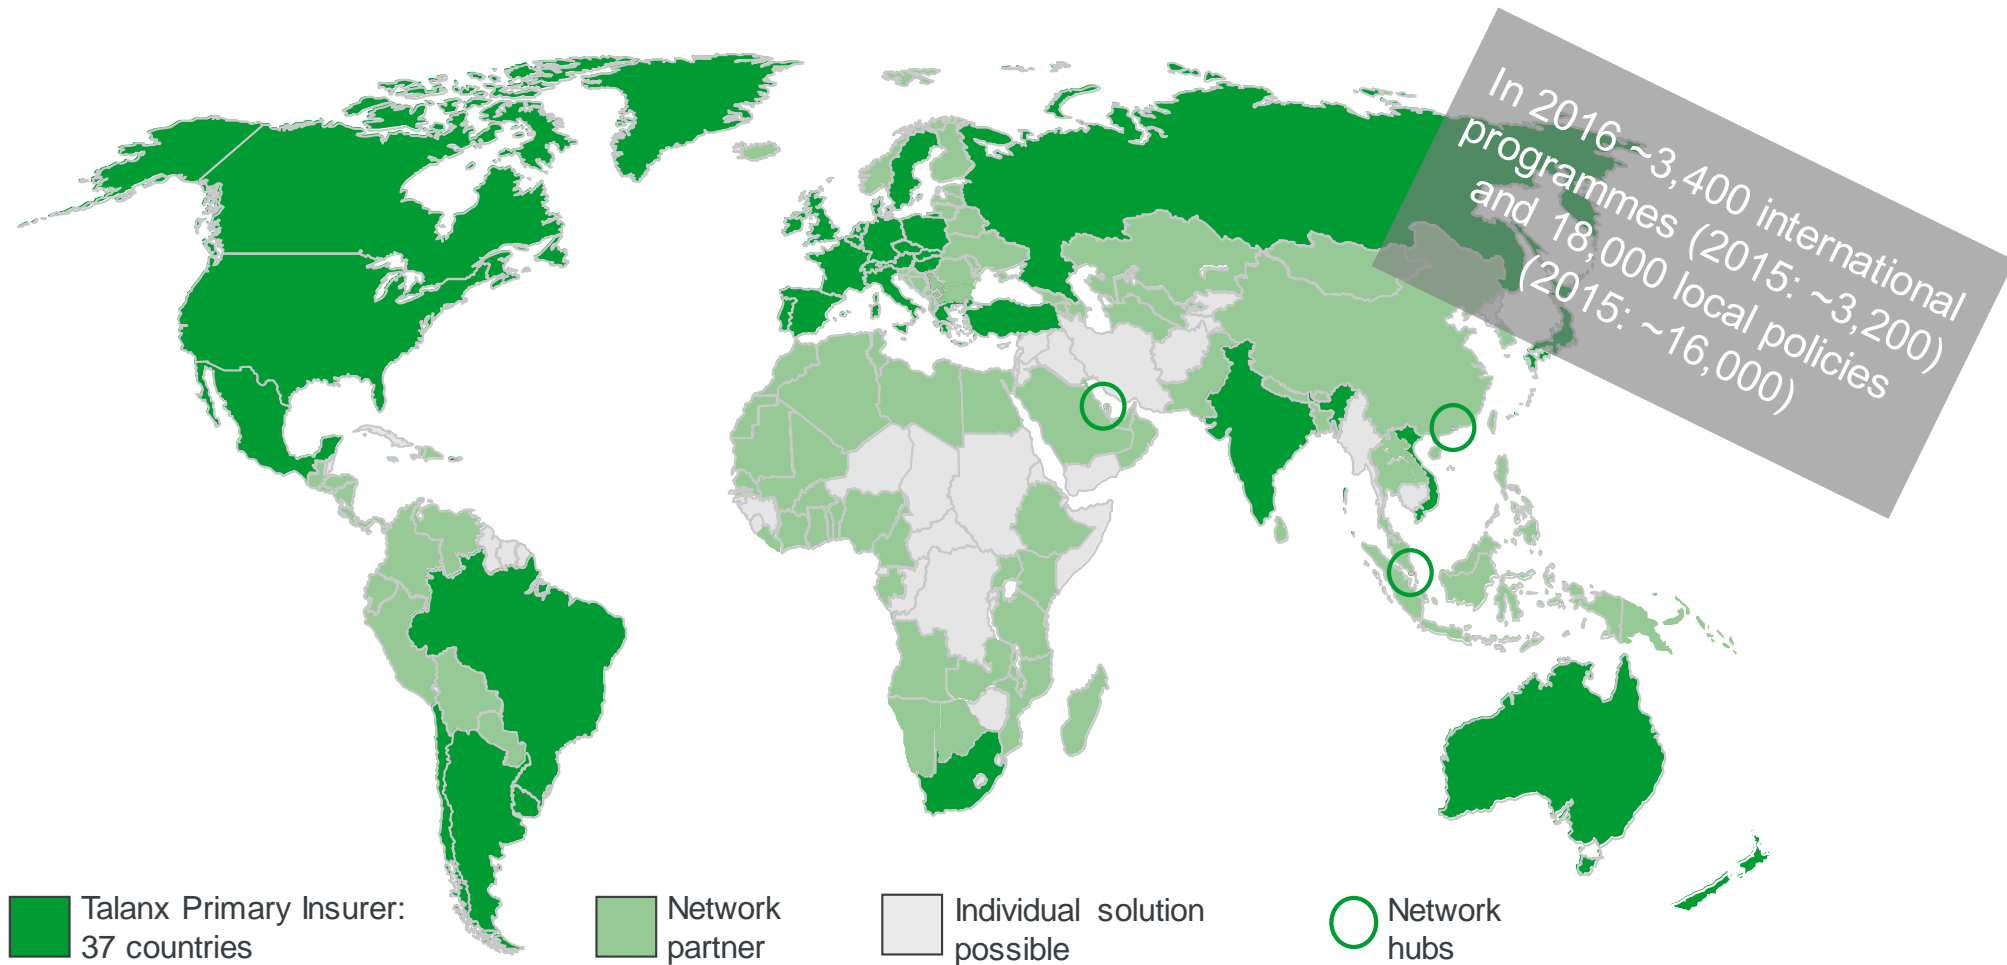 In 2016 ~3,400 international
programmes (2015: ~3,200)
and 18,000 local policies
(2015: ~16,000)
Talanx Primary Insurer:
37 countries
Network
partner
Individual solution
possible
Network
hubs